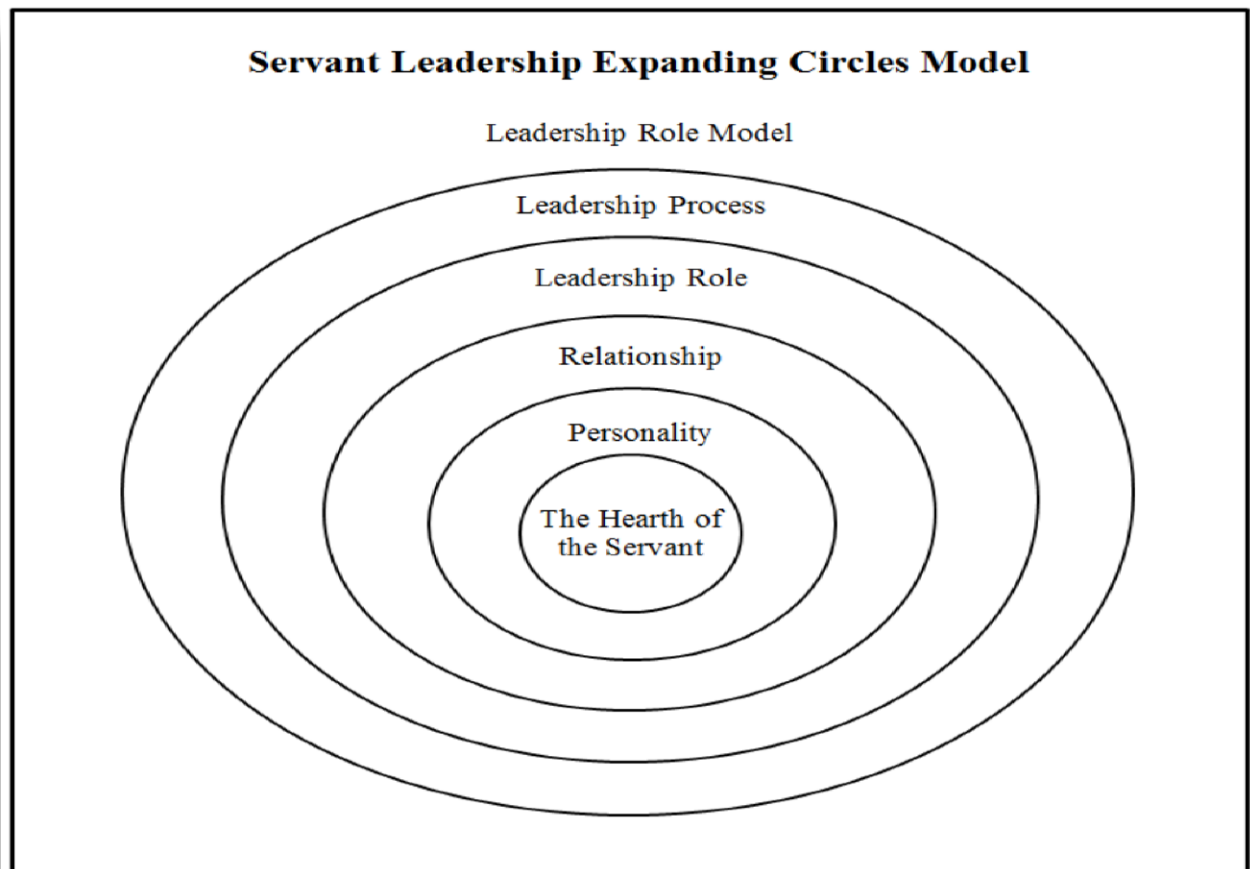 Servant Leadership Expanding Circles Model
Leadership Role Model
Leadership Process
Leadership Role
Relationship
Personality
The Hearth of
the Servant